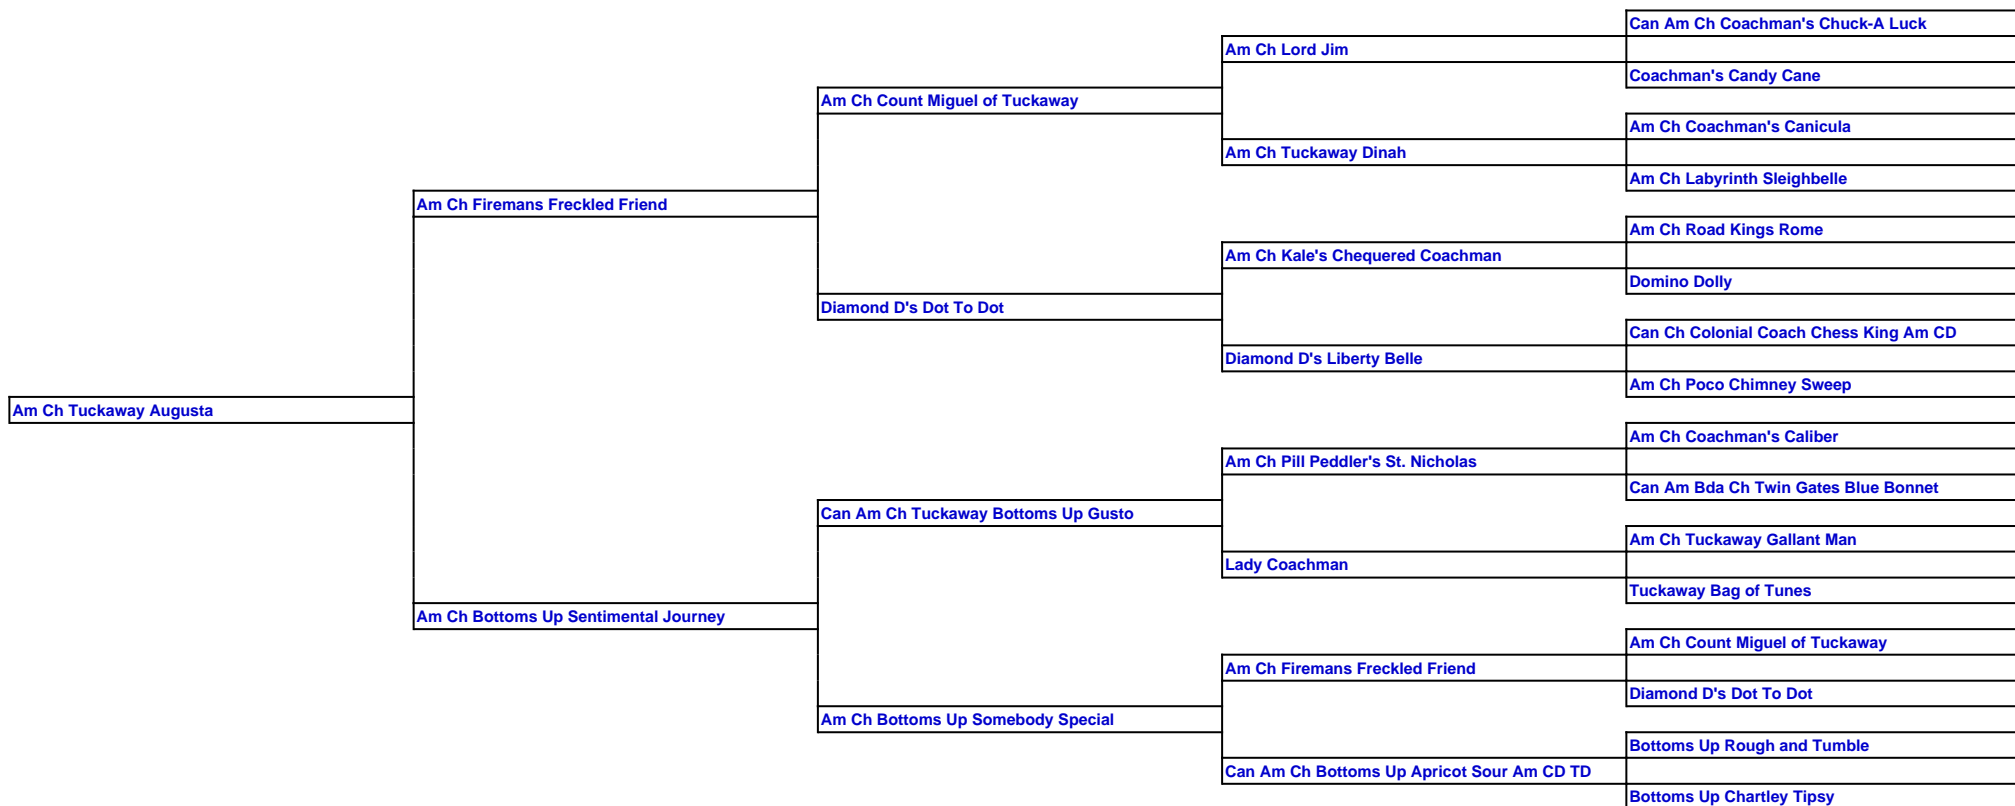 Can Am Ch Coachman's Chuck-A Luck
Am Ch Lord Jim
Coachman's Candy Cane
Am Ch Count Miguel of Tuckaway
Am Ch Coachman's Canicula
Am Ch Tuckaway Dinah
Am Ch Labyrinth Sleighbelle
Am Ch Firemans Freckled Friend
Am Ch Road Kings Rome
Am Ch Kale's Chequered Coachman
Domino Dolly
Diamond D's Dot To Dot
Can Ch Colonial Coach Chess King Am CD
Diamond D's Liberty Belle
Am Ch Poco Chimney Sweep
Am Ch Tuckaway Augusta
Am Ch Coachman's Caliber
Am Ch Pill Peddler's St. Nicholas
Can Am Bda Ch Twin Gates Blue Bonnet
Can Am Ch Tuckaway Bottoms Up Gusto
Am Ch Tuckaway Gallant Man
Lady Coachman
Tuckaway Bag of Tunes
Am Ch Bottoms Up Sentimental Journey
Am Ch Count Miguel of Tuckaway
Am Ch Firemans Freckled Friend
Diamond D's Dot To Dot
Am Ch Bottoms Up Somebody Special
Bottoms Up Rough and Tumble
Can Am Ch Bottoms Up Apricot Sour Am CD TD
Bottoms Up Chartley Tipsy